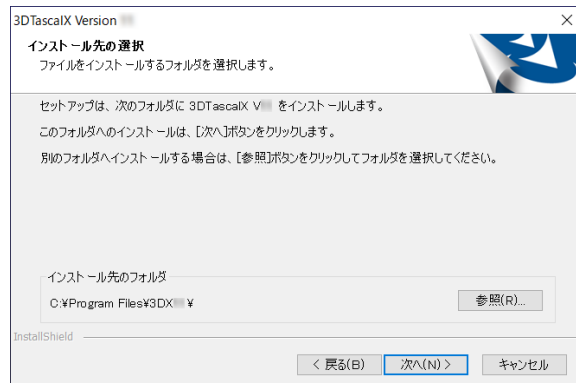 3DTascalX Version
インストール先の選択
ファイルをインストールするフォルダを選択します。
セットアップは、次のフォルダに 3DTascalX V をインストールします。
このフォルダへのインストールは、[次へ]ボタンをクリックします。
別のフォルダへインストールする場合は、[参照]ボタンをクリックしてフォルダを選択してください。
インストール先のフォルダ
C:¥Program Files¥3DX ¥
参照(R)...
InstallShield
< 戻る(B)
次へ(N) >
キャンセル